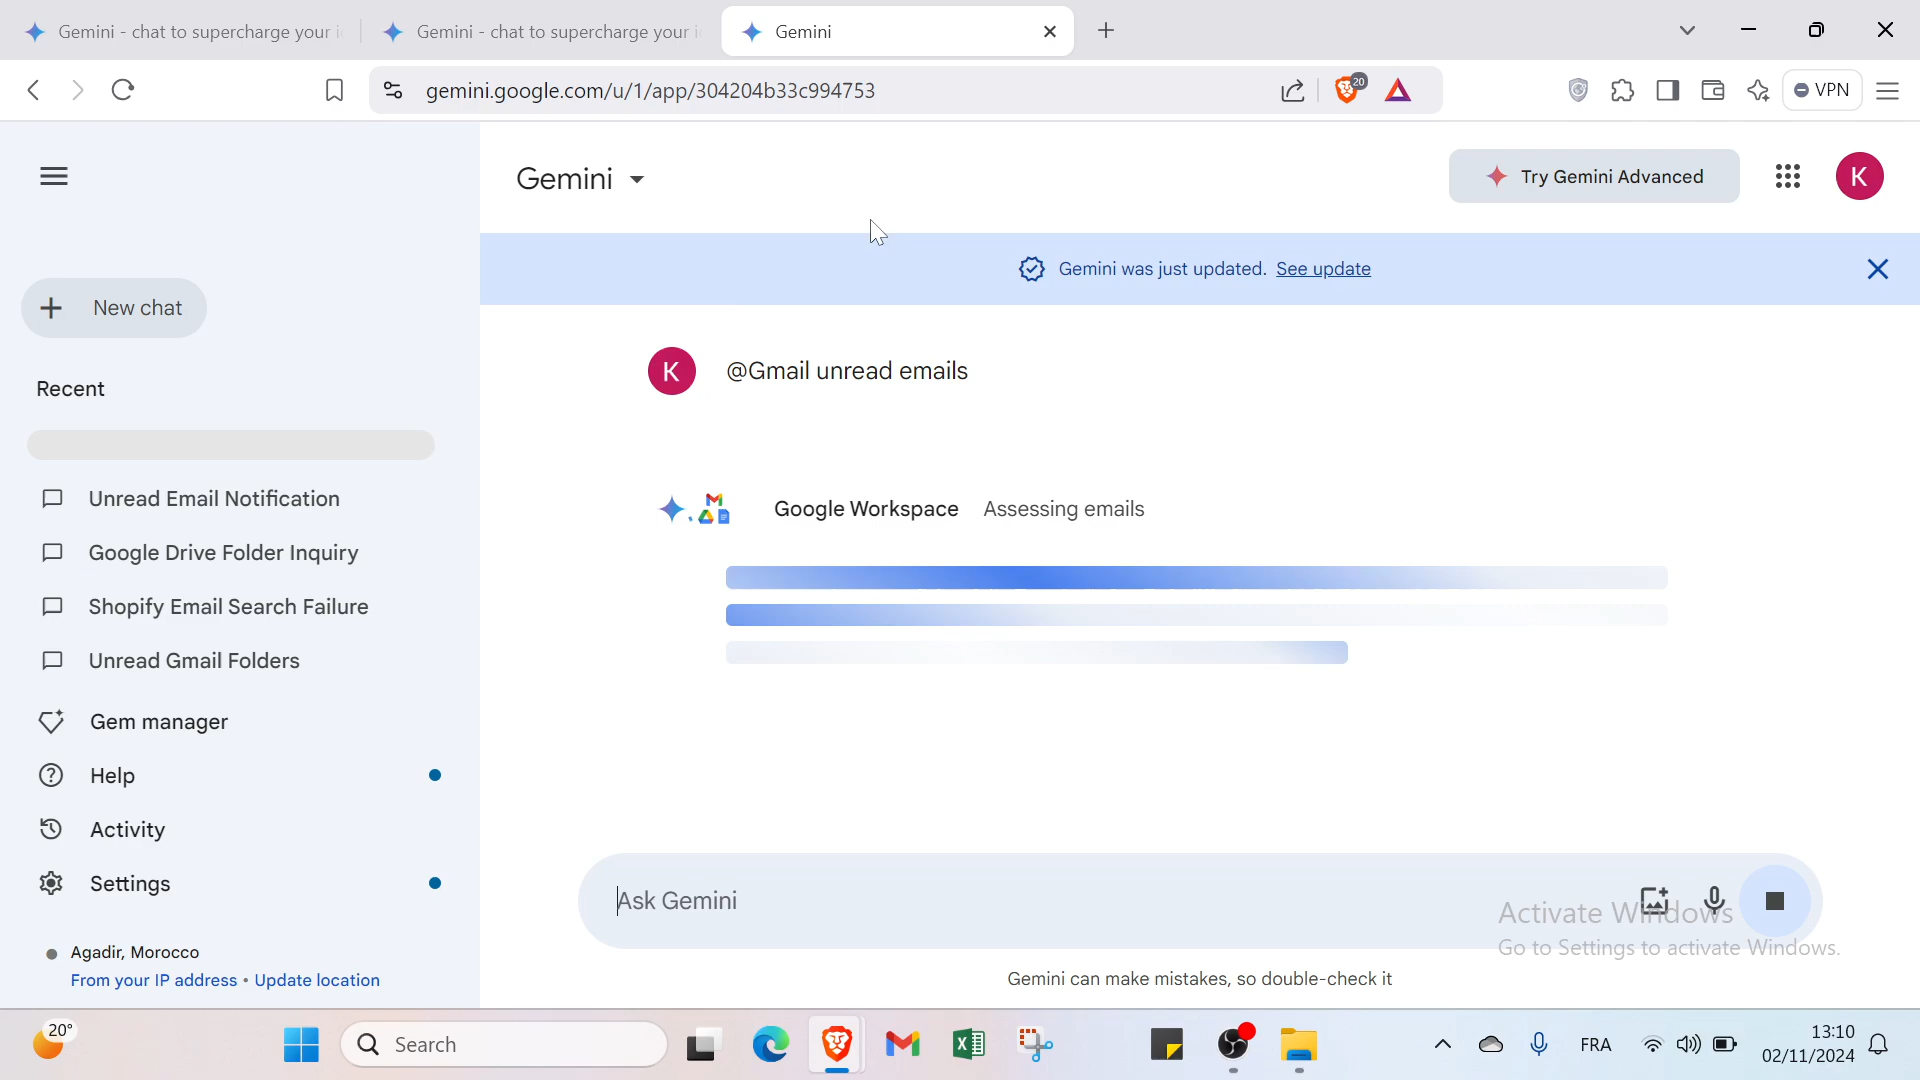 Gemini - chat to supercharge your i
Gemini - chat to supercharge your i
Gemini
gemini.google.com/u/1/app/304204b33c994753
20
VPN
Gemini
Try Gemini Advanced
K
Gemini was just updated. See update
New chat
Recent
Unread Email Notification
Google Drive Folder Inquiry
Shopify Email Search Failure
Unread Gmail Folders
Gem manager
Help
Activity
Settings
Agadir, Morocco
From your IP address • Update location
K
@Gmail unread emails
Google Workspace Assessing emails
Ask Gemini
Activate Windows
Go to Settings to activate Windows.
Gemini can make mistakes, so double-check it
20°
Search
FRA
13:10
02/11/2024